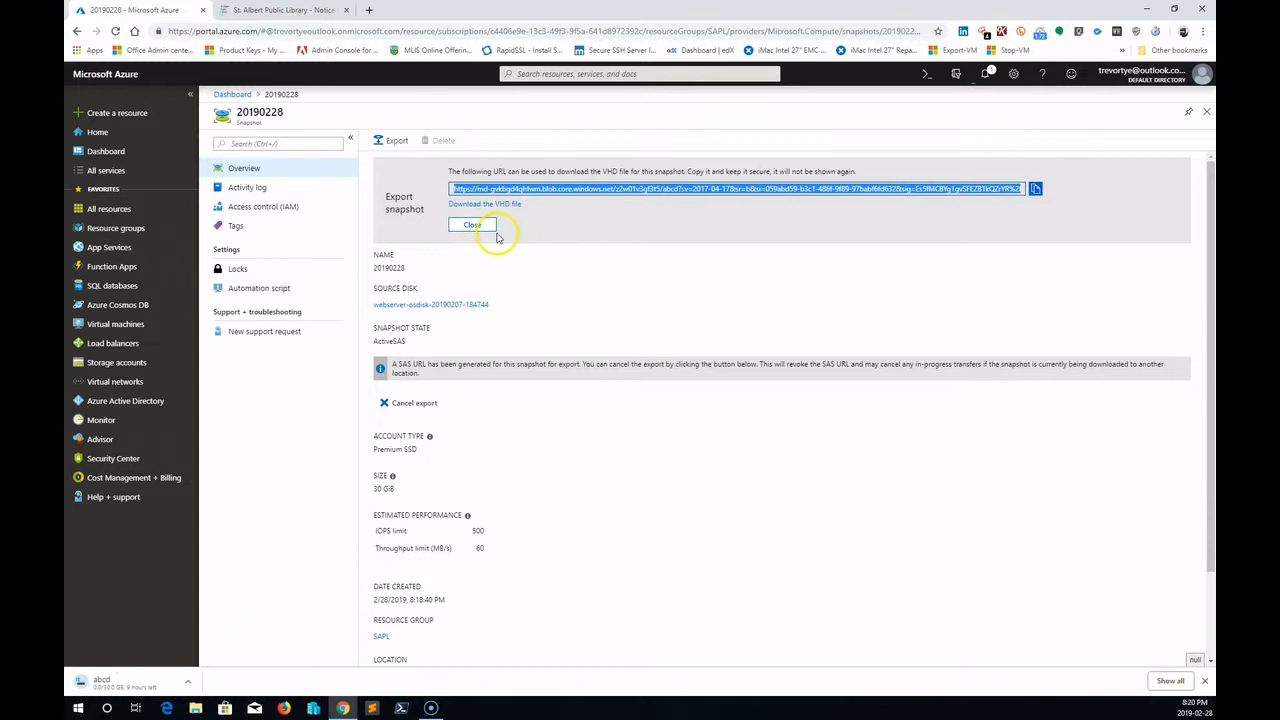 20190228 - Microsoft Azure
St. Albert Public Library - Notice
Apps
Office Admin cente
Product Keys - My
Admin Console for
MLIS Online Offerin
RapidSSL - Install S
Secure SSH Server I
Dashboard | edX
iMac Intel 27" EMC
iMac Intel 27" Repa
Export-VM
Stop-VM
Other bookmarks
Microsoft Azure
Search resources, services, and docs
1
trevortye@outlook.co...
DEFAULT DIRECTORY
Create a resource
Home
Dashboard
All services
FAVORITES
All resources
Resource groups
App Services
Function Apps
SQL databases
Azure Cosmos DB
Virtual machines
Load balancers
Storage accounts
Virtual networks
Azure Active Directory
Monitor
Advisor
Security Center
Cost Management + Billing
Help + support
Dashboard > 20190228
20190228
Snapshot
Search (Ctrl+/)
Overview
Activity log
Access control (IAM)
Tags
Settings
Locks
Automation script
Support + troubleshooting
New support request
Export
Delete
Export snapshot
The following URL can be used to download the VHD file for this snapshot. Copy it and keep it secure, it will not be shown again.
Download the VHD file
Close
NAME
20190228
SOURCE DISK
webserver-osdisk-20190207-184744
SNAPSHOT STATE
ActiveSAS
A SAS URL has been generated for this snapshot for export. You can cancel the export by clicking the button below. This will revoke the SAS URL and may cancel any in-progress transfers if the snapshot is currently being downloaded to another
location.
Cancel export
ACCOUNT TYPE
Premium SSD
SIZE
30 GiB
ESTIMATED PERFORMANCE
IOPS limit 500
Throughput limit (MB/s) 60
DATE CREATED
2/28/2019, 8:18:40 PM
RESOURCE GROUP
SAPL
LOCATION
null
abcd
0.0/30.0 GB, 9 hours left
Show all
8:20 PM
2019-02-28